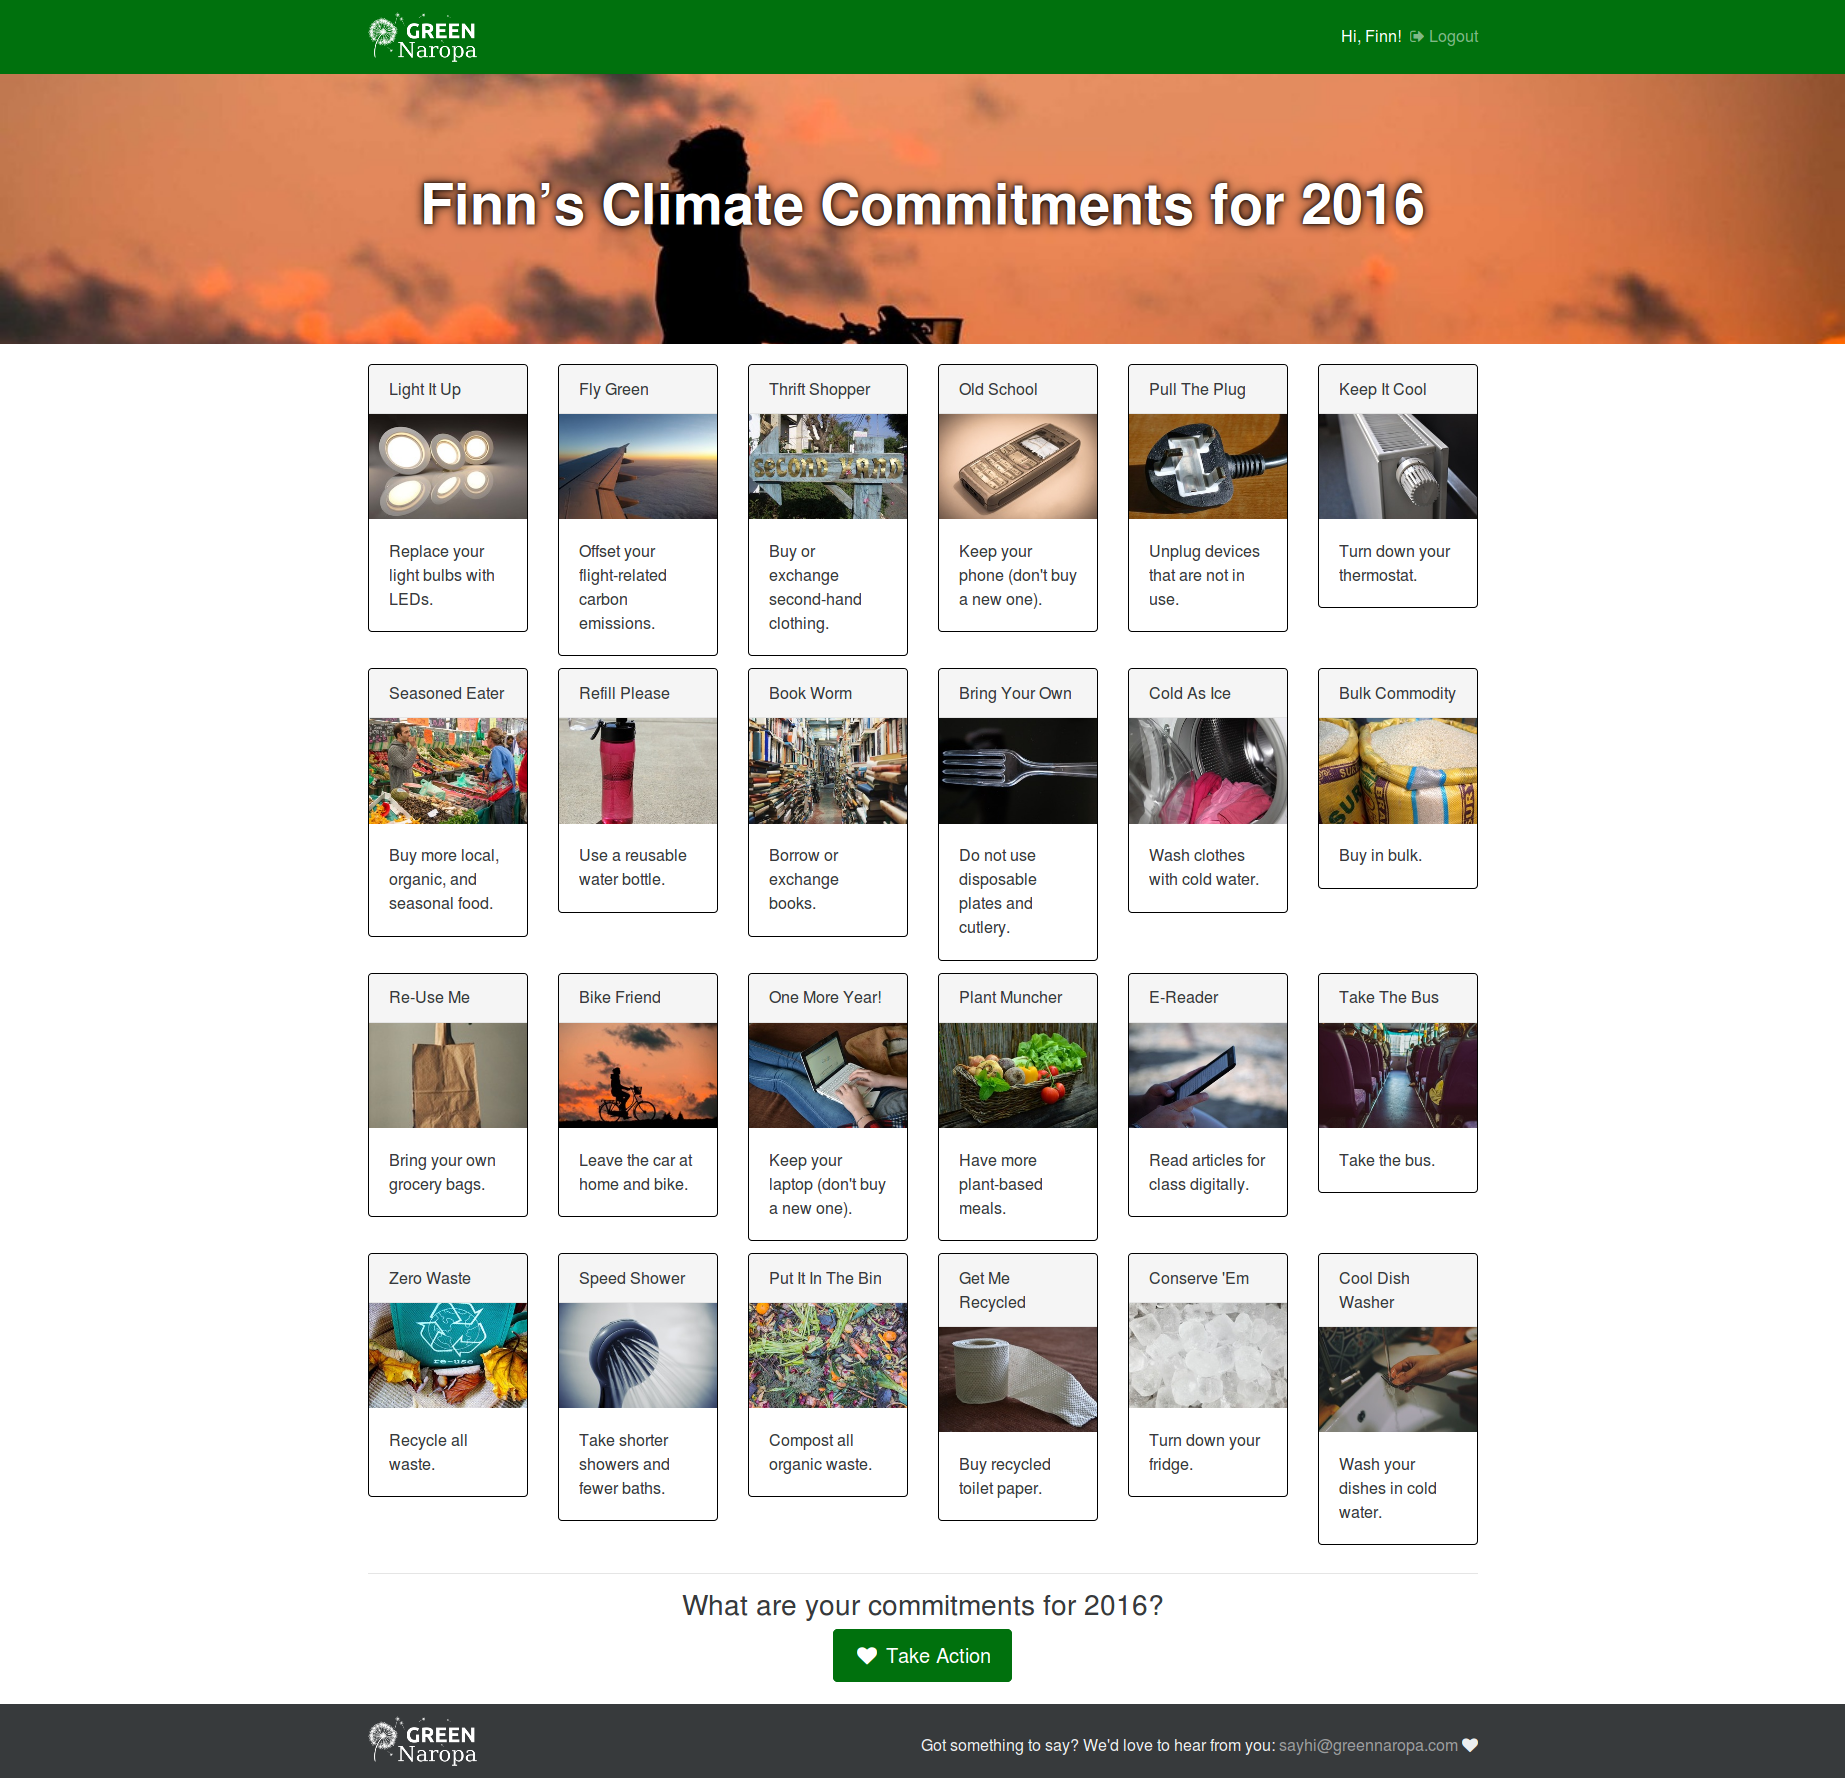 GREEN
Naropa
Hi, Finn! Logout
Finn's Climate Commitments for 2016
Light It Up
Replace your
light bulbs with
LEDs.
Fly Green
Offset your
flight-related
carbon
emissions.
Thrift Shopper
SECOND HAND
Buy or
exchange
second-hand
clothing.
Old School
Keep your
phone (don't buy
a new one).
Pull The Plug
Unplug devices
that are not in
use.
Keep It Cool
Turn down your
thermostat.
Seasoned Eater
Buy more local,
organic, and
seasonal food.
Refill Please
Use a reusable
water bottle.
Book Worm
Borrow or
exchange
books.
Bring Your Own
Do not use
disposable
plates and
cutlery.
Cold As Ice
Wash clothes
with cold water.
Bulk Commodity
Buy in bulk.
Re-Use Me
Bring your own
grocery bags.
Bike Friend
Leave the car at
home and bike.
One More Year!
Keep your
laptop (don't buy
a new one).
Plant Muncher
Have more
plant-based
meals.
E-Reader
Read articles for
class digitally.
Take The Bus
Take the bus.
Zero Waste
re-use
Recycle all
waste.
Speed Shower
Take shorter
showers and
fewer baths.
Put It In The Bin
Compost all
organic waste.
Get Me
Recycled
Buy recycled
toilet paper.
Conserve 'Em
Turn down your
fridge.
Cool Dish
Washer
Wash your
dishes in cold
water.
What are your commitments for 2016?
Take Action
GREEN
Naropa
Got something to say? We'd love to hear from you: sayhi@greennaropa.com